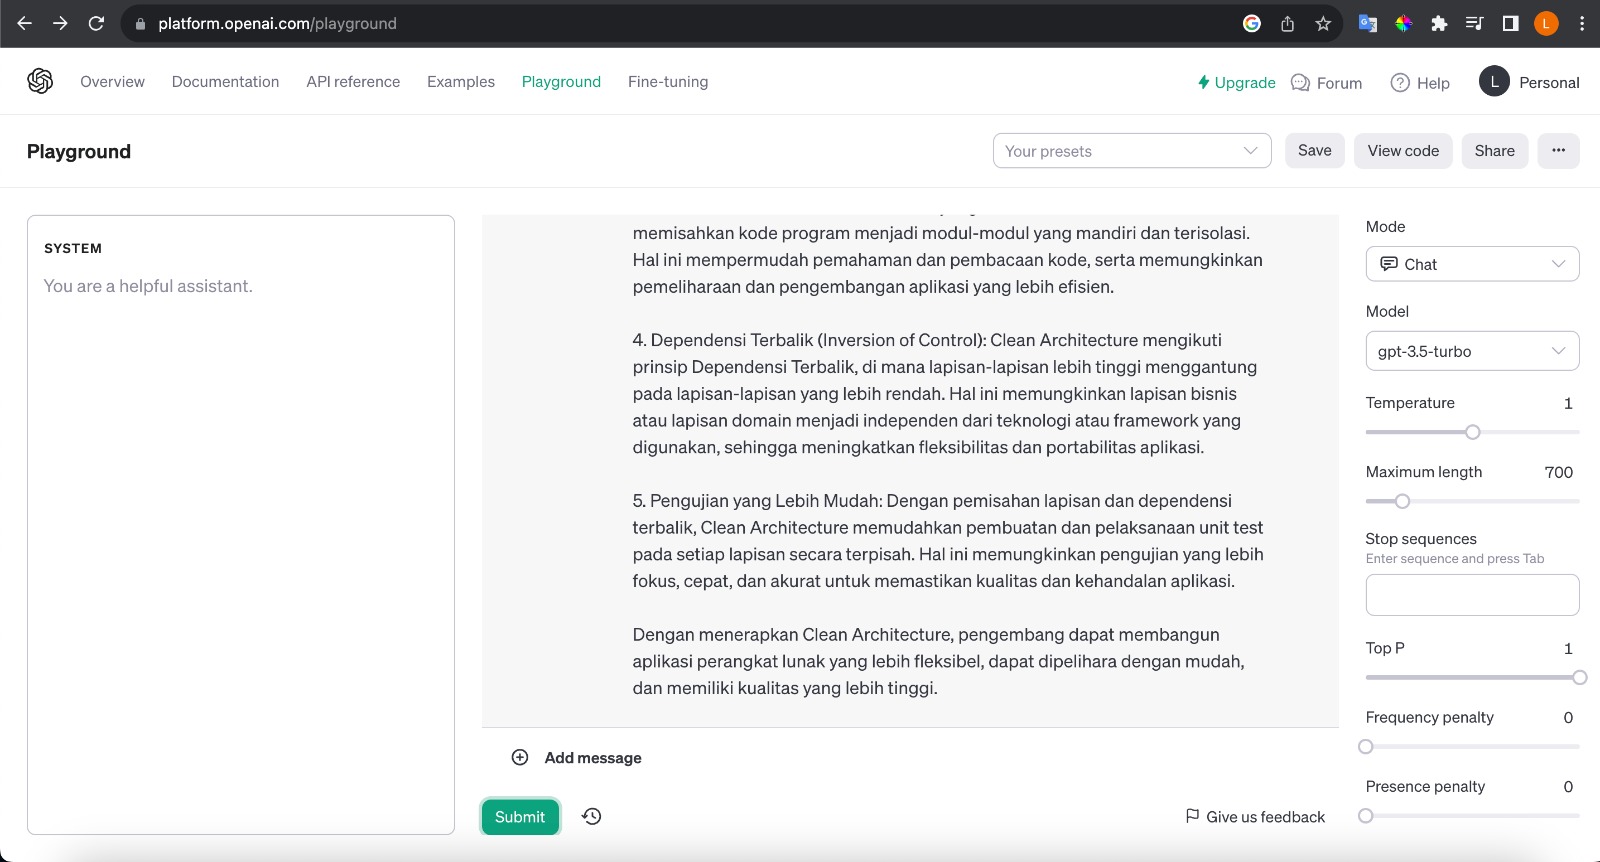 platform.openai.com/playground
L
Overview
Documentation
API reference
Examples
Playground
Fine-tuning
Upgrade
Forum
Help
L
Personal
Playground
Your presets
Save
View code
Share
SYSTEM
You are a helpful assistant.
memisahkan kode program menjadi modul-modul yang mandiri dan terisolasi.
Hal ini mempermudah pemahaman dan pembacaan kode, serta memungkinkan
pemeliharaan dan pengembangan aplikasi yang lebih efisien.
4. Dependensi Terbalik (Inversion of Control): Clean Architecture mengikuti
prinsip Dependensi Terbalik, di mana lapisan-lapisan lebih tinggi menggantung
pada lapisan-lapisan yang lebih rendah. Hal ini memungkinkan lapisan bisnis
atau lapisan domain menjadi independen dari teknologi atau framework yang
digunakan, sehingga meningkatkan fleksibilitas dan portabilitas aplikasi.
5. Pengujian yang Lebih Mudah: Dengan pemisahan lapisan dan dependensi
terbalik, Clean Architecture memudahkan pembuatan dan pelaksanaan unit test
pada setiap lapisan secara terpisah. Hal ini memungkinkan pengujian yang lebih
fokus, cepat, dan akurat untuk memastikan kualitas dan kehandalan aplikasi.
Dengan menerapkan Clean Architecture, pengembang dapat membangun
aplikasi perangkat lunak yang lebih fleksibel, dapat dipelihara dengan mudah,
dan memiliki kualitas yang lebih tinggi.
Add message
Submit
Give us feedback
Mode
Chat
Model
gpt-3.5-turbo
Temperature 1
Maximum length 700
Stop sequences
Enter sequence and press Tab
Top P 1
Frequency penalty 0
Presence penalty 0